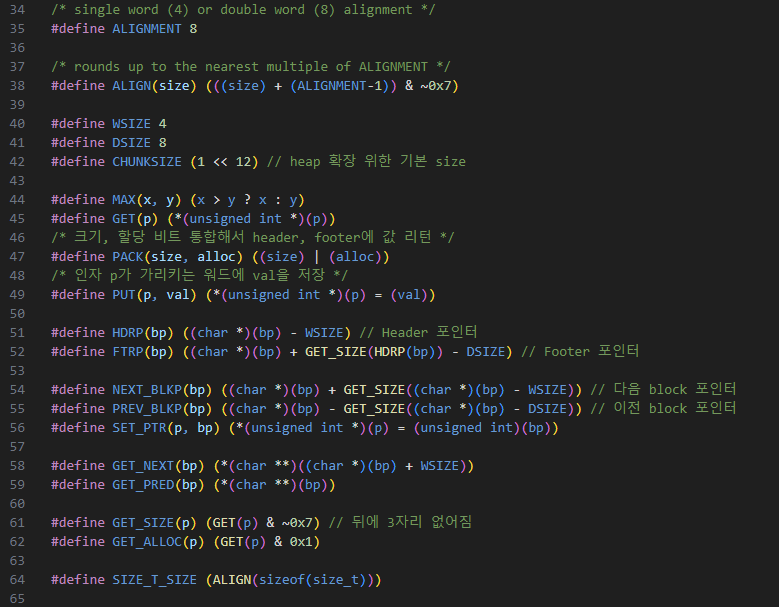 34 /* single word (4) or double word (8) alignment */
35 #define ALIGNMENT 8
36
37 /* rounds up to the nearest multiple of ALIGNMENT */
38 #define ALIGN(size) (((size) + (ALIGNMENT-1)) & ~0x7)
39
40 #define WSIZE 4
41 #define DSIZE 8
42 #define CHUNKSIZE (1 << 12) // heap 확장 위한 기본 size
43
44 #define MAX(x, y) (x > y ? x : y)
45 #define GET(p) (*(unsigned int *)(p))
46 /* 크기, 할당 비트 통합해서 header, footer에 값 리턴 */
47 #define PACK(size, alloc) ((size) | (alloc))
48 /* 인자 p가 가리키는 워드에 val을 저장 */
49 #define PUT(p, val) (*(unsigned int *)(p) = (val))
50
51 #define HDRP(bp) ((char *)(bp) - WSIZE) // Header 포인터
52 #define FTRP(bp) ((char *)(bp) + GET_SIZE(HDRP(bp)) - DSIZE) // Footer 포인터
53
54 #define NEXT_BLKP(bp) ((char *)(bp) + GET_SIZE((char *)(bp) - WSIZE)) // 다음 block 포인터
55 #define PREV_BLKP(bp) ((char *)(bp) - GET_SIZE((char *)(bp) - DSIZE)) // 이전 block 포인터
56 #define SET_PTR(p, bp) (*(unsigned int *)(p) = (unsigned int)(bp))
57
58 #define GET_NEXT(bp) (*(char **)((char *)(bp) + WSIZE))
59 #define GET_PRED(bp) (*(char **)(bp))
60
61 #define GET_SIZE(p) (GET(p) & ~0x7) // 뒤에 3자리 없어짐
62 #define GET_ALLOC(p) (GET(p) & 0x1)
63
64 #define SIZE_T_SIZE (ALIGN(sizeof(size_t)))
65